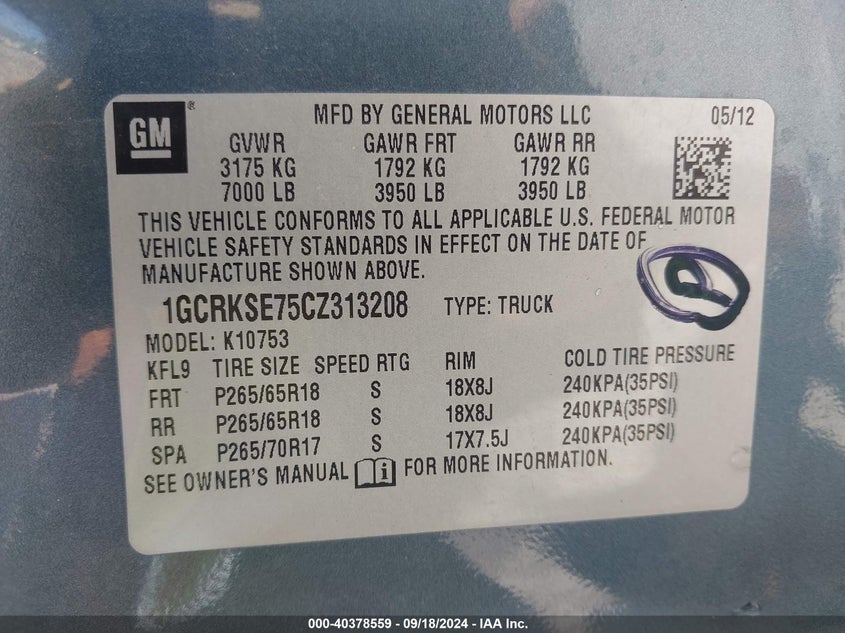 GM
MFD BY GENERAL MOTORS LLC 05/12
GVWR GAWR FRT GAWR RR
3175 KG 1792 KG 1792 KG
7000 LB 3950 LB 3950 LB
THIS VEHICLE CONFORMS TO ALL APPLICABLE U.S. FEDERAL MOTOR
VEHICLE SAFETY STANDARDS IN EFFECT ON THE DATE OF
MANUFACTURE SHOWN ABOVE.
1GCRKSE75CZ313208 TYPE: TRUCK
MODEL: K10753
KFL9 TIRE SIZE SPEED RTG RIM COLD TIRE PRESSURE
FRT P265/65R18 S 18X8J 240KPA(35PSI)
RR P265/65R18 S 18X8J 240KPA(35PSI)
SPA P265/70R17 S 17X7.5J 240KPA(35PSI)
SEE OWNER'S MANUAL i FOR MORE INFORMATION.
000-40378559 - 09/18/2024 - IAA Inc.